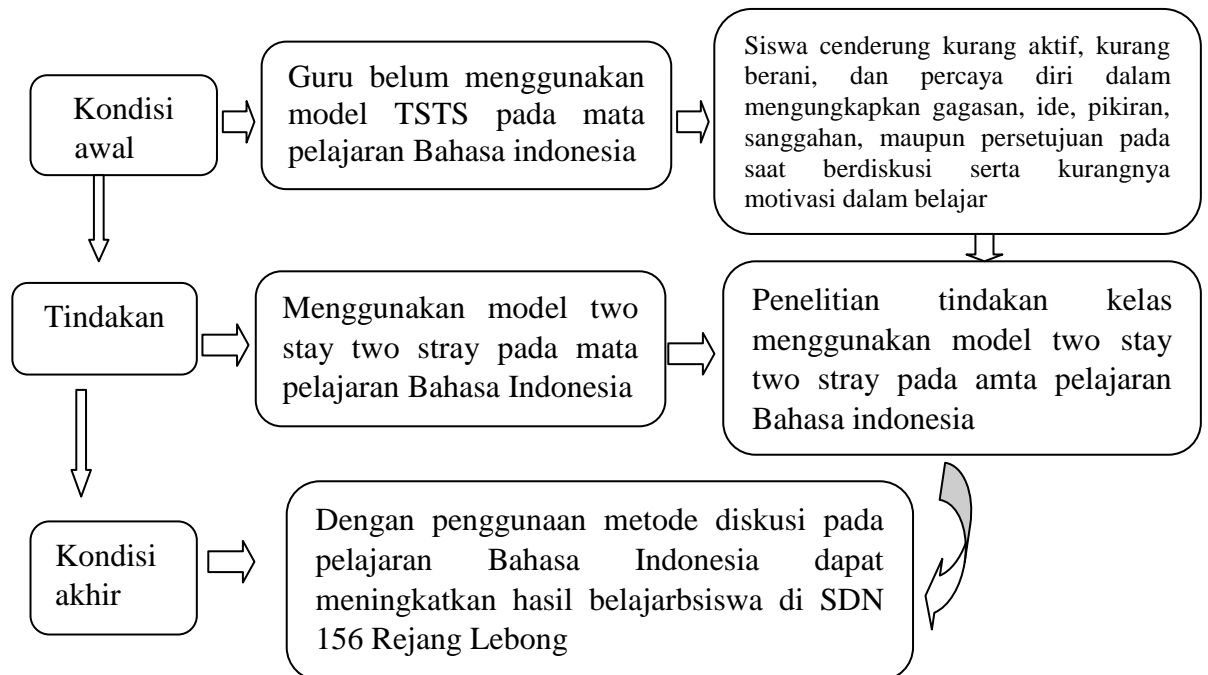 Kondisi
awal
Guru belum menggunakan
model TSTS pada mata
pelajaran Bahasa indonesia
Siswa cenderung kurang aktif, kurang
berani, dan percaya diri dalam
mengungkapkan gagasan, ide, pikiran,
sanggahan, maupun persetujuan pada
saat berdiskusi serta kurangnya
motivasi dalam belajar
Tindakan
Menggunakan model two
stay two stray pada mata
pelajaran Bahasa Indonesia
Penelitian tindakan kelas
menggunakan model two stay
two stray pada amta pelajaran
Bahasa indonesia
Kondisi
akhir
Dengan penggunaan metode diskusi pada
pelajaran Bahasa Indonesia dapat
meningkatkan hasil belajarbsiswa di SDN
156 Rejang Lebong